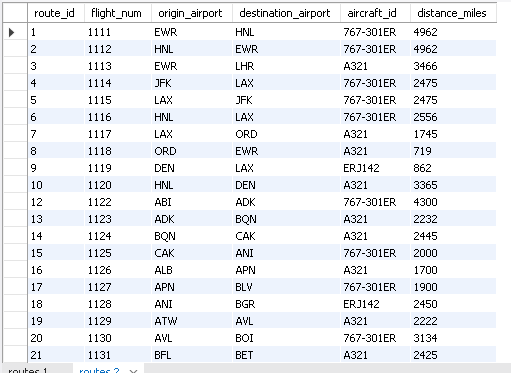 route_id flight_num origin_airport destination_airport aircraft_id distance_miles
1 1111 EWR HNL 767-301ER 4962
2 1112 HNL EWR 767-301ER 4962
3 1113 EWR LHR A321 3466
4 1114 JFK LAX 767-301ER 2475
5 1115 LAX JFK 767-301ER 2475
6 1116 HNL LAX 767-301ER 2556
7 1117 LAX ORD A321 1745
8 1118 ORD EWR A321 719
9 1119 DEN LAX ERJ142 862
10 1120 HNL DEN A321 3365
12 1122 ABI ADK 767-301ER 4300
13 1123 ADK BQN A321 2232
14 1124 BQN CAK A321 2445
15 1125 CAK ANI 767-301ER 2000
16 1126 ALB APN A321 1700
17 1127 APN BLV 767-301ER 1900
18 1128 ANI BGR ERJ142 2450
19 1129 ATW AVL A321 2222
20 1130 AVL BOI 767-301ER 3134
21 1131 BFL BET A321 2425
routes 1 routes 2